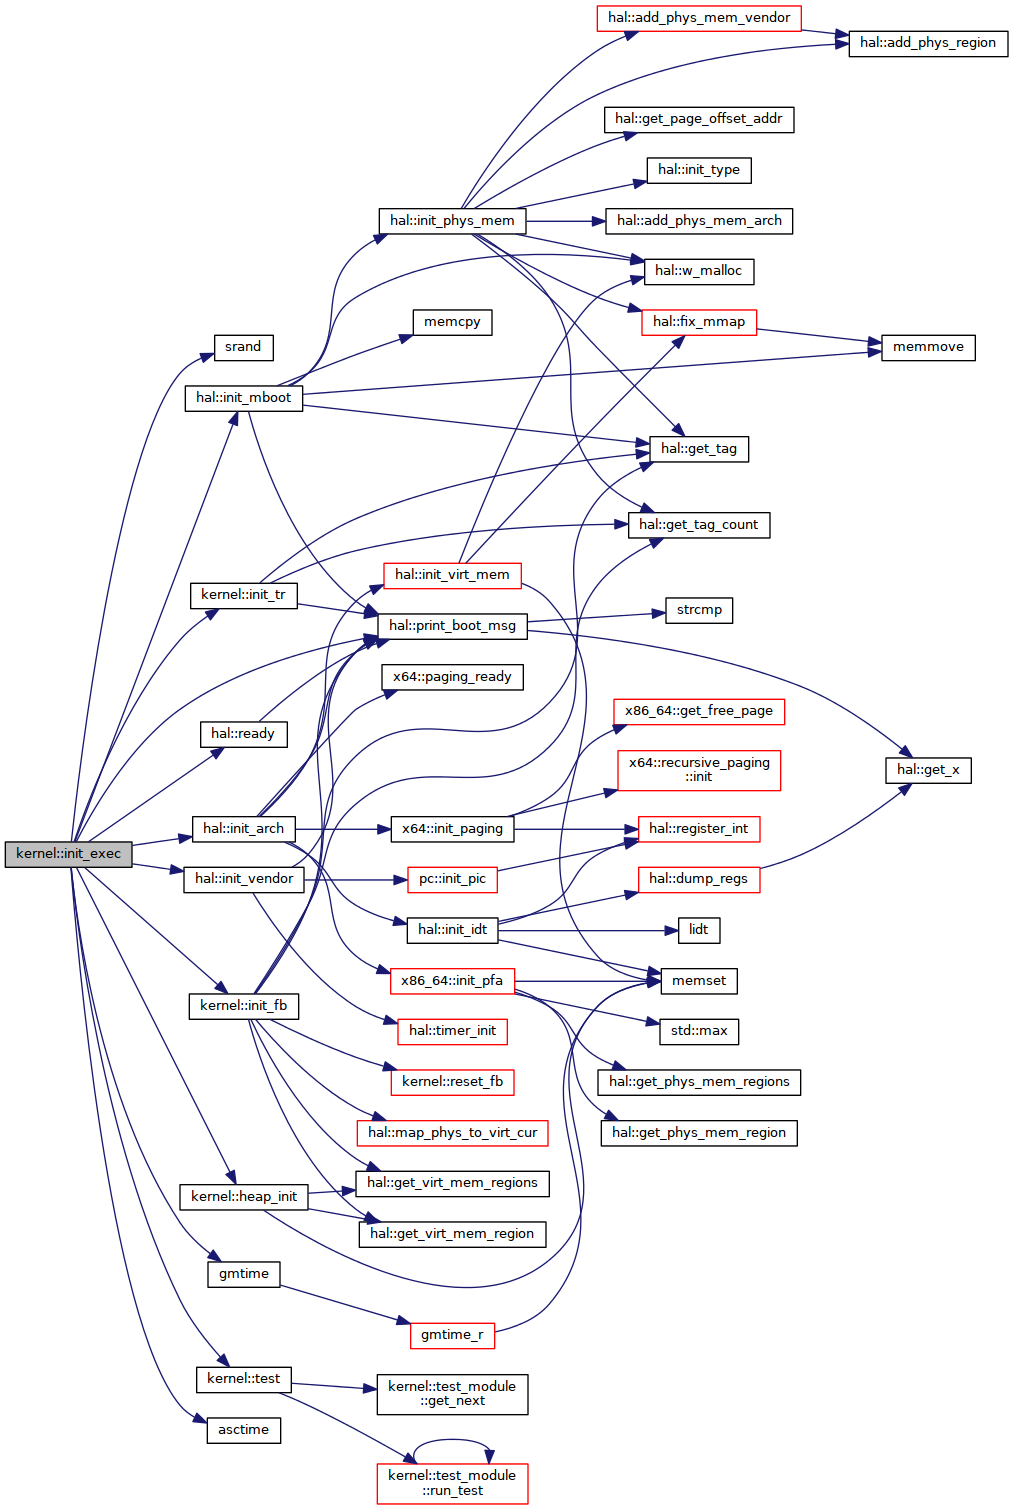 hal::add_phys_mem_vendor
hal::add_phys_region
hal::get_page_offset_addr
hal::init_type
hal::init_phys_mem
hal::add_phys_mem_arch
hal::w_malloc
memcpy
hal::fix_mmap
srand
memmove
hal::init_mboot
hal::get_tag
hal::get_tag_count
hal::init_virt_mem
kernel::init_tr
strcmp
hal::print_boot_msg
x64::paging_ready
x86_64::get_free_page
hal::ready
x64::recursive_paging
::init
hal::get_x
hal::init_arch
x64::init_paging
hal::register_int
kernel::init_exec
hal::init_vendor
pc::init_pic
hal::dump_regs
hal::init_idt
lidt
x86_64::init_pfa
memset
kernel::init_fb
hal::timer_init
std::max
kernel::reset_fb
hal::get_phys_mem_regions
hal::map_phys_to_virt_cur
hal::get_phys_mem_region
hal::get_virt_mem_regions
kernel::heap_init
hal::get_virt_mem_region
gmtime
gmtime_r
kernel::test
kernel::test_module
::get_next
asctime
kernel::test_module
::run_test